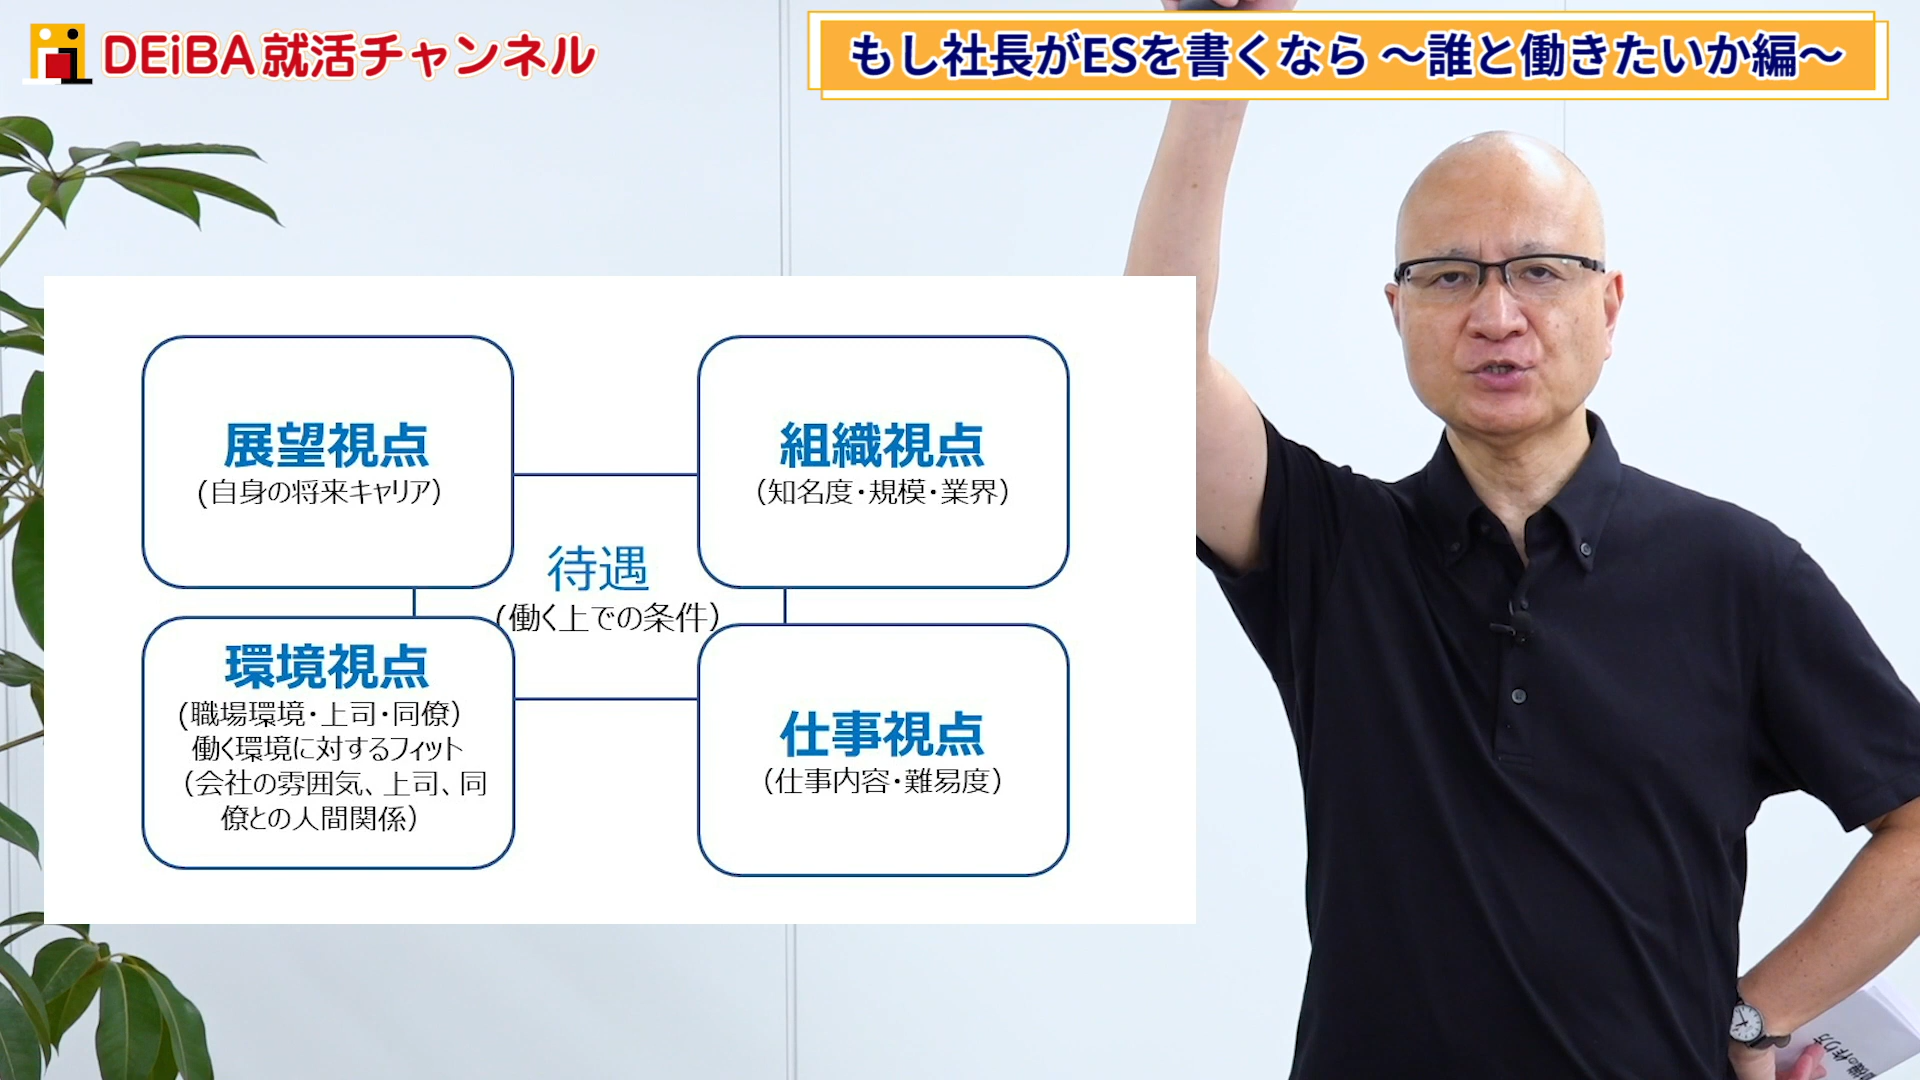 DEiBA就活チャンネル
もし社長がESを書くなら ～誰と働きたいか編～
展望視点
(自身の将来キャリア)
組織視点
(知名度・規模・業界)
待遇
(働く上での条件)
環境視点
(職場環境・上司・同僚)
働く環境に対するフィット
(会社の雰囲気、上司、同
僚との人間関係)
仕事視点
(仕事内容・難易度)